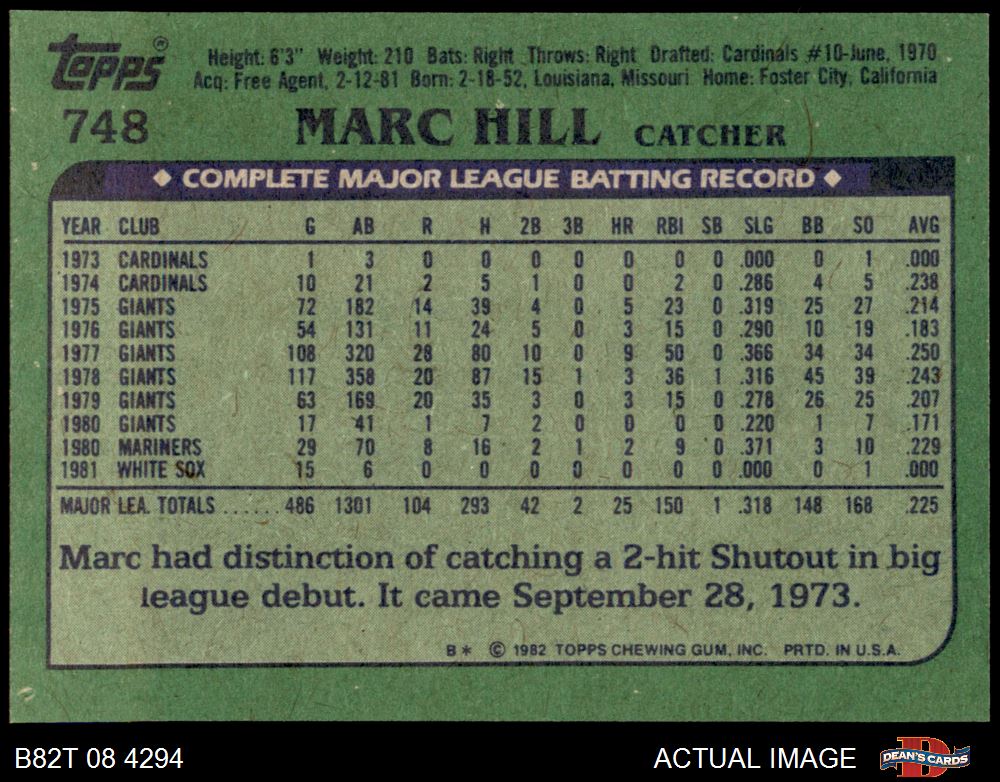 topps®
Height: 6'3" Weight: 210 Bats: Right Throws: Right Drafted: Cardinals #10-June, 1970
Acq: Free Agent, 2-12-81 Born: 2-18-52, Louisiana, Missouri Home: Foster City, California
748 MARC HILL CATCHER
◆ COMPLETE MAJOR LEAGUE BATTING RECORD ◆
YEAR CLUB G AB R H 2B 3B HR RBI SB SLG BB SO AVG
1973 CARDINALS 1 3 0 0 0 0 0 0 0 .000 0 1 .000
1974 CARDINALS 10 21 2 5 1 0 0 2 0 .286 4 5 .238
1975 GIANTS 72 182 14 39 4 0 5 23 0 .319 25 27 .214
1976 GIANTS 54 131 11 24 5 0 3 15 0 .290 10 19 .183
1977 GIANTS 108 320 28 80 10 0 9 50 0 .366 34 34 .250
1978 GIANTS 117 358 20 87 15 1 3 36 1 .316 45 39 .243
1979 GIANTS 63 169 20 35 3 0 3 15 0 .278 26 25 .207
1980 GIANTS 17 41 1 7 2 0 0 0 0 .220 1 7 .171
1980 MARINERS 29 70 8 16 2 1 2 9 0 .371 3 10 .229
1981 WHITE SOX 15 6 0 0 0 0 0 0 0 .000 0 1 .000
MAJOR LEA. TOTALS ...... 486 1301 104 293 42 2 25 150 1 .318 148 168 .225
Marc had distinction of catching a 2-hit Shutout in big
league debut. It came September 28, 1973.
B* © 1982 TOPPS CHEWING GUM, INC. PRTD. IN U.S.A.
B82T 08 4294 ACTUAL IMAGE DEAN'S CARDS